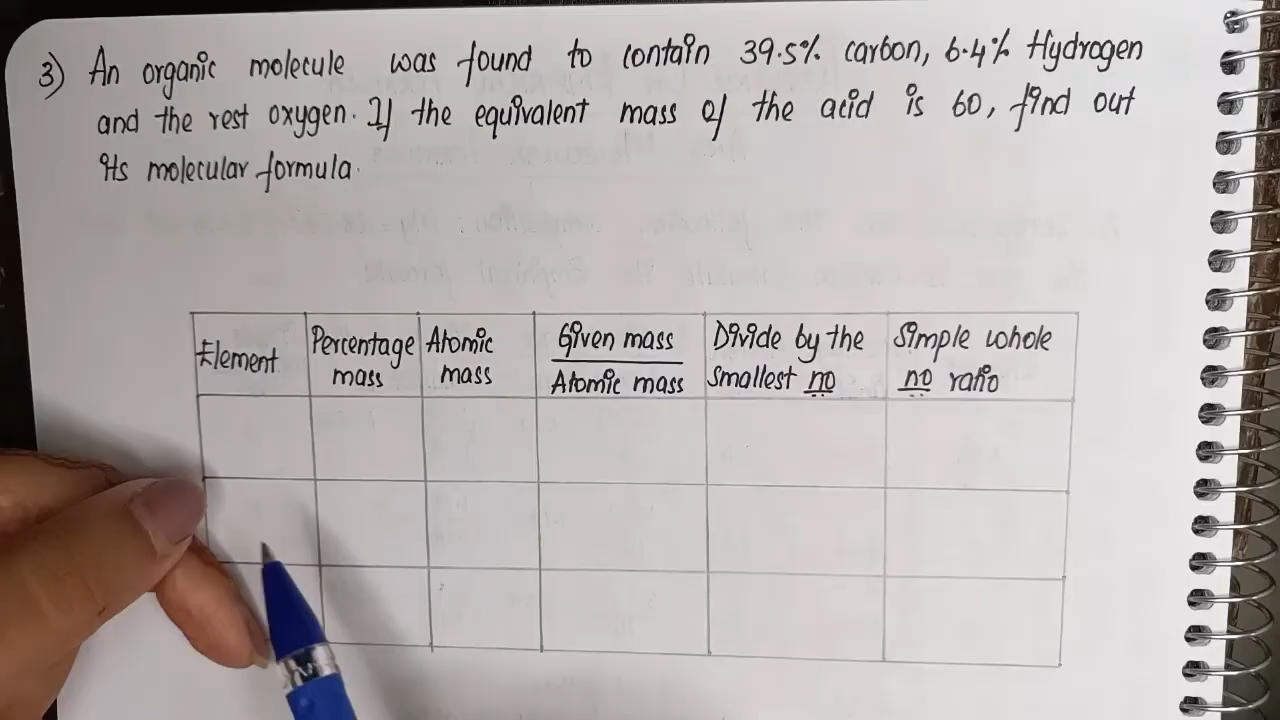 3) An organic molecule was found to contain 39.5% carbon, 6.4% Hydrogen
and the rest oxygen. If the equivalent mass of the acid is 60, find out
its molecular formula.
Element
Percentage
mass
Atomic
mass
Given mass
Atomic mass
Divide by the
smallest no
Simple whole
no ratio